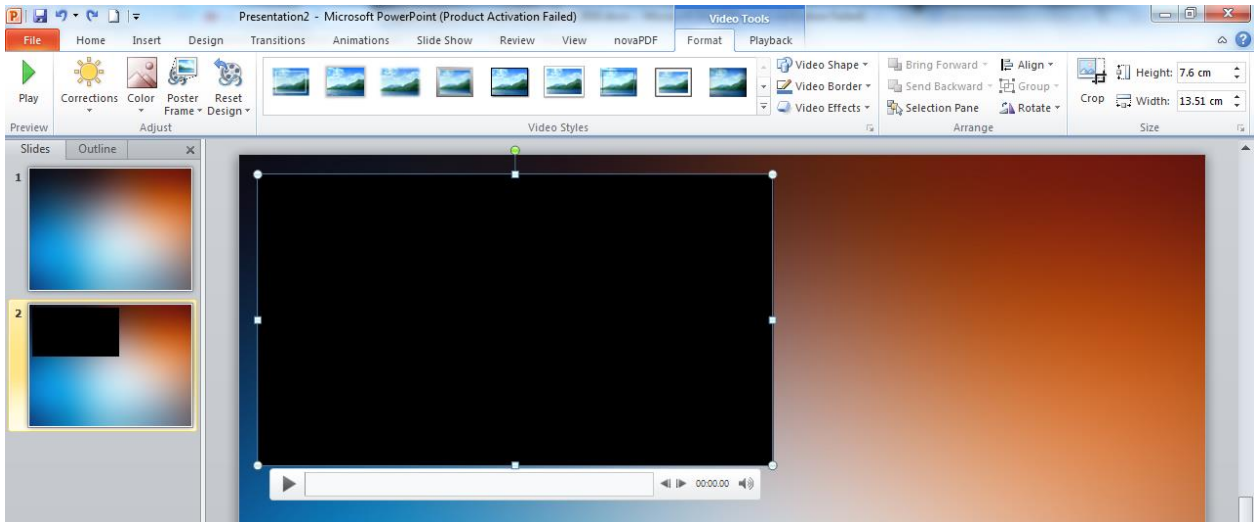 Presentation2 - Microsoft PowerPoint (Product Activation Failed)
Video Tools
File Home Insert Design Transitions Animations Slide Show Review View novaPDF Format Playback
Play
Corrections
Color
Poster Frame
Reset Design
Video Shape
Video Border
Video Effects
Bring Forward
Send Backward
Selection Pane
Align
Group
Rotate
Crop
Height: 7.6 cm
Width: 13.51 cm
Preview Adjust Video Styles Arrange Size
Slides Outline
1
2
00:00.00